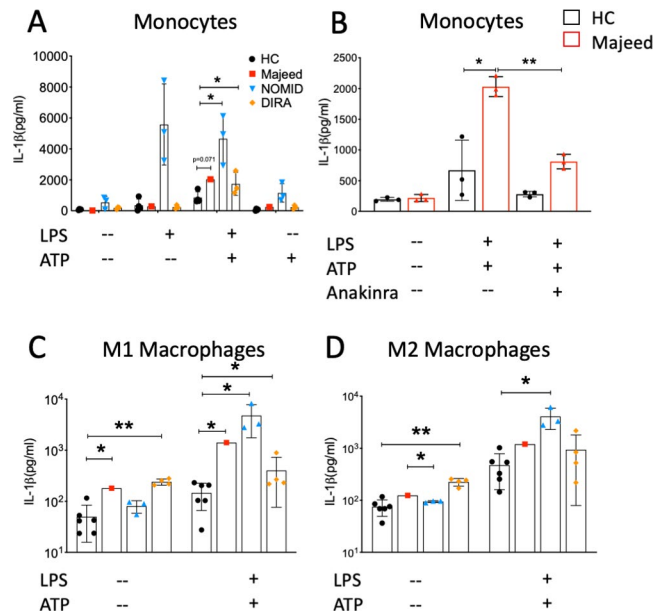 A
Monocytes
HC
Majeed
NOMID
DIRA
IL-1β(pg/ml)
10000
8000
6000
4000
2000
0
*
*
p=0.071
LPS -- + + --
ATP -- -- + +
B
Monocytes
HC
Majeed
IL-1β(pg/ml)
2500
2000
1500
1000
500
0
* **
LPS -- + +
ATP -- + +
Anakinra -- -- +
C
M1 Macrophages
IL-1β(pg/ml)
10⁴
10³
10²
10¹
*
*
*
**
*
LPS -- +
ATP -- +
D
M2 Macrophages
IL-1β(pg/ml)
10⁴
10³
10²
10¹
*
**
*
LPS -- +
ATP -- +